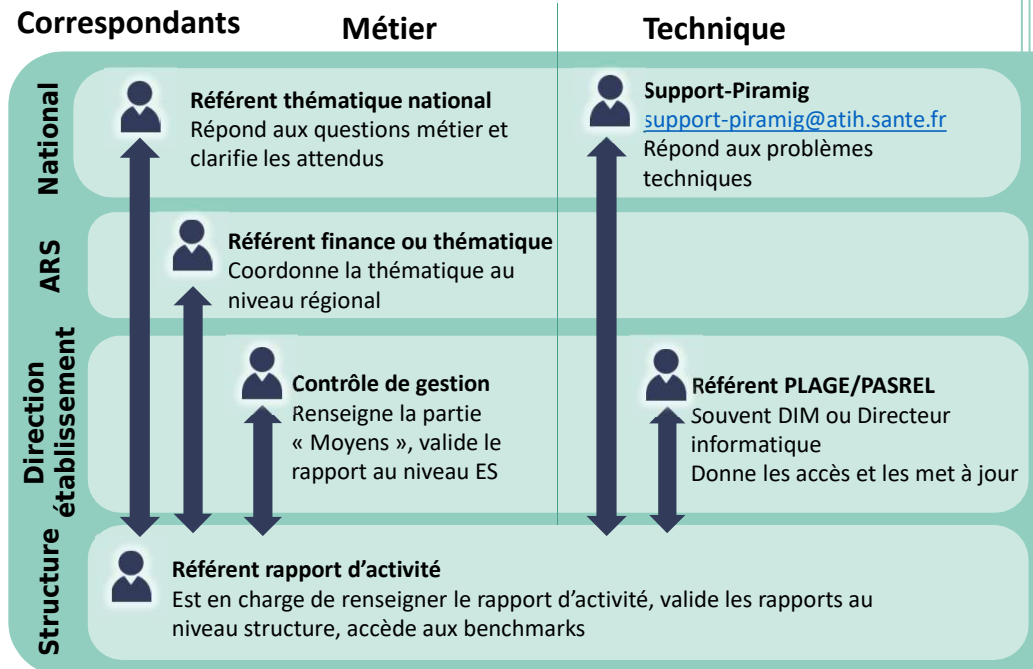 Correspondants
Métier
Technique
National
Référent thématique national
Répond aux questions métier et
clarifie les attendus
Support-Piramig
support-piramig@atih.sante.fr
Répond aux problèmes
techniques
ARS
Référent finance ou thématique
Coordonne la thématique au
niveau régional
Direction
établissement
Contrôle de gestion
Renseigne la partie
« Moyens », valide le
rapport au niveau ES
Référent PLAGE/PASREL
Souvent DIM ou Directeur
informatique
Donne les accès et les met à jour
Structure
Référent rapport d’activité
Est en charge de renseigner le rapport d’activité, valide les rapports au
niveau structure, accède aux benchmarks